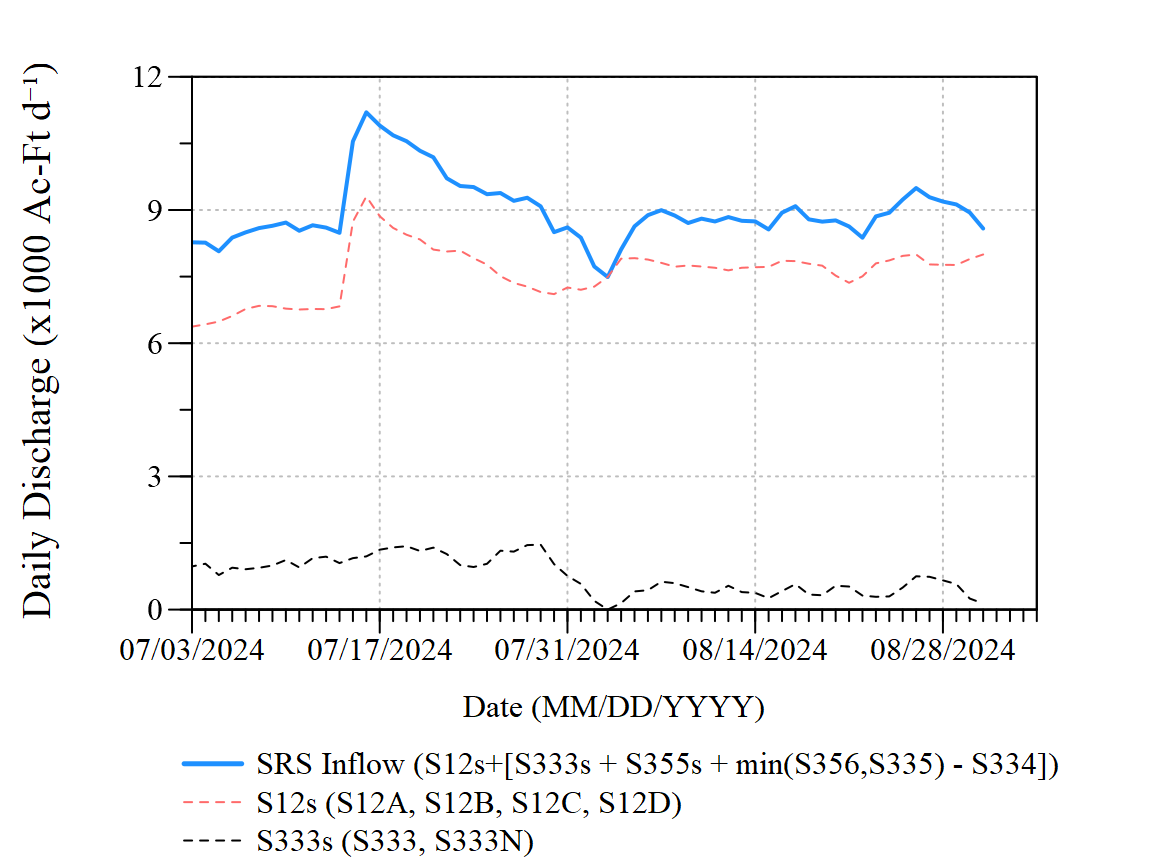 Daily Discharge (x1000 Ac-Ft d⁻¹)
12
9
6
3
0
07/03/2024 07/17/2024 07/31/2024 08/14/2024 08/28/2024
Date (MM/DD/YYYY)
SRS Inflow (S12s+[S333s + S355s + min(S356,S335) - S334])
S12s (S12A, S12B, S12C, S12D)
S333s (S333, S333N)